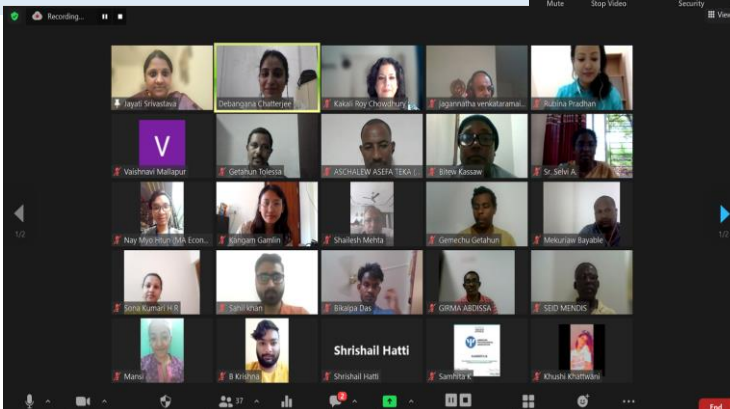 Mute Stop Video Security
Recording...
View
Jayati Srivastava
Debangana Chatterjee
Kakali Roy Chowdhury
jagannatha venkataramai...
Rubina Pradhan
V
Vaishnavi Mallapur
Getahun Tolessa
ASCHALEW ASEFA TEKA (...
Bitew Kassaw
Sr. Selvi A.
1/2
1/2
Nay Myo Htun (MA Econ...
Kangam Gamlin
Shailesh Mehta
Gemechu Getahun
Mekuriaw Bayable
Sona Kumari H.R
Sahil khan
Bikalpa Das
GIRMA ABDISSA
SEID MENDIS
Mansi
B Krishna
Shrishail Hatti
Shrishail Hatti
Samhita K
Khushi Khattwani
37
2
End